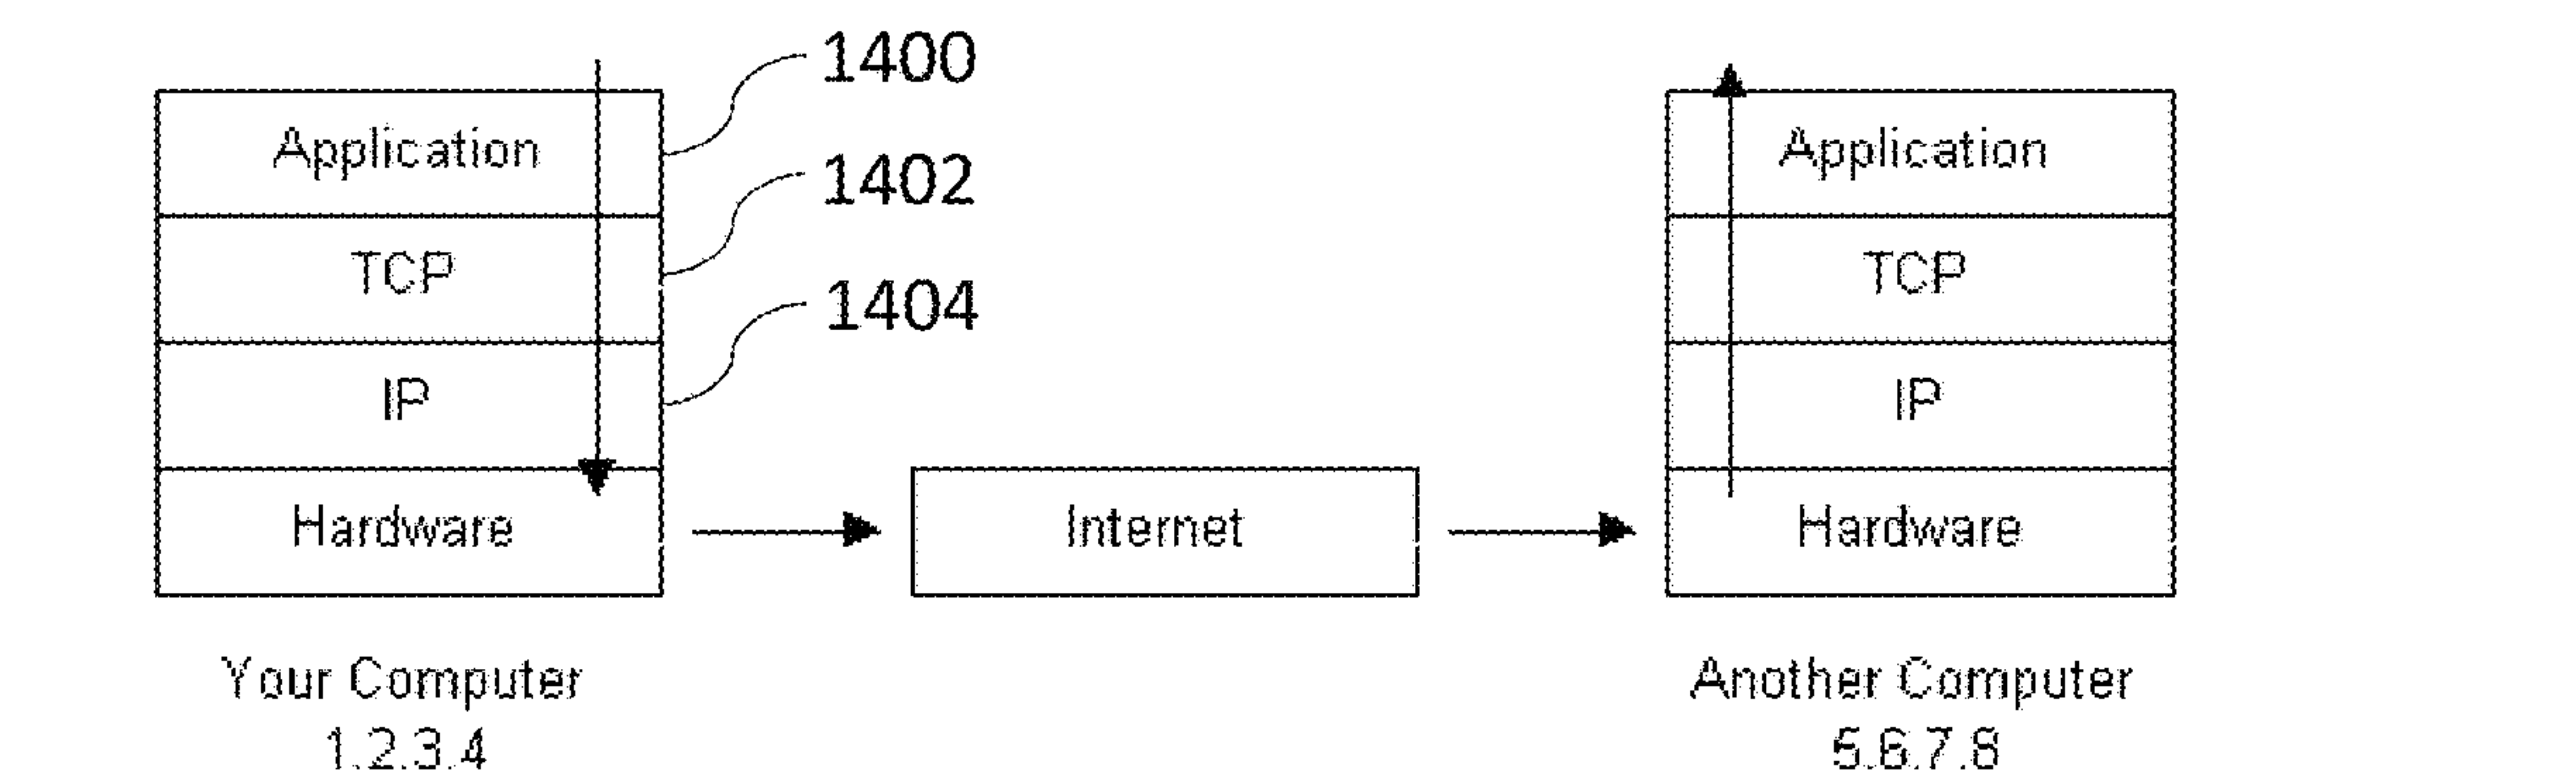 1400
Application
Application
1402
TCP
TCP
1404
IP
IP
Hardware
Internet
Hardware
Your Computer
Another Computer
1.2.3.4
5.6.7.8